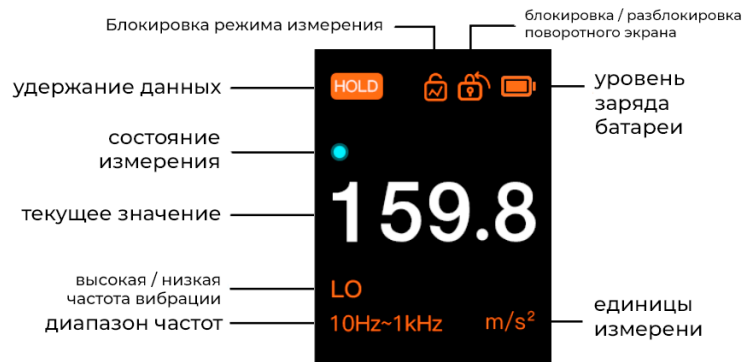 Блокировка режима измерения
блокировка / разблокировка
поворотного экрана
удержание данных
HOLD
уровень
заряда
батареи
состояние
измерения
текущее значение
159.8
высокая / низкая
частота вибрации
LO
диапазон частот
10Hz~1kHz
m/s²
единицы
измерени